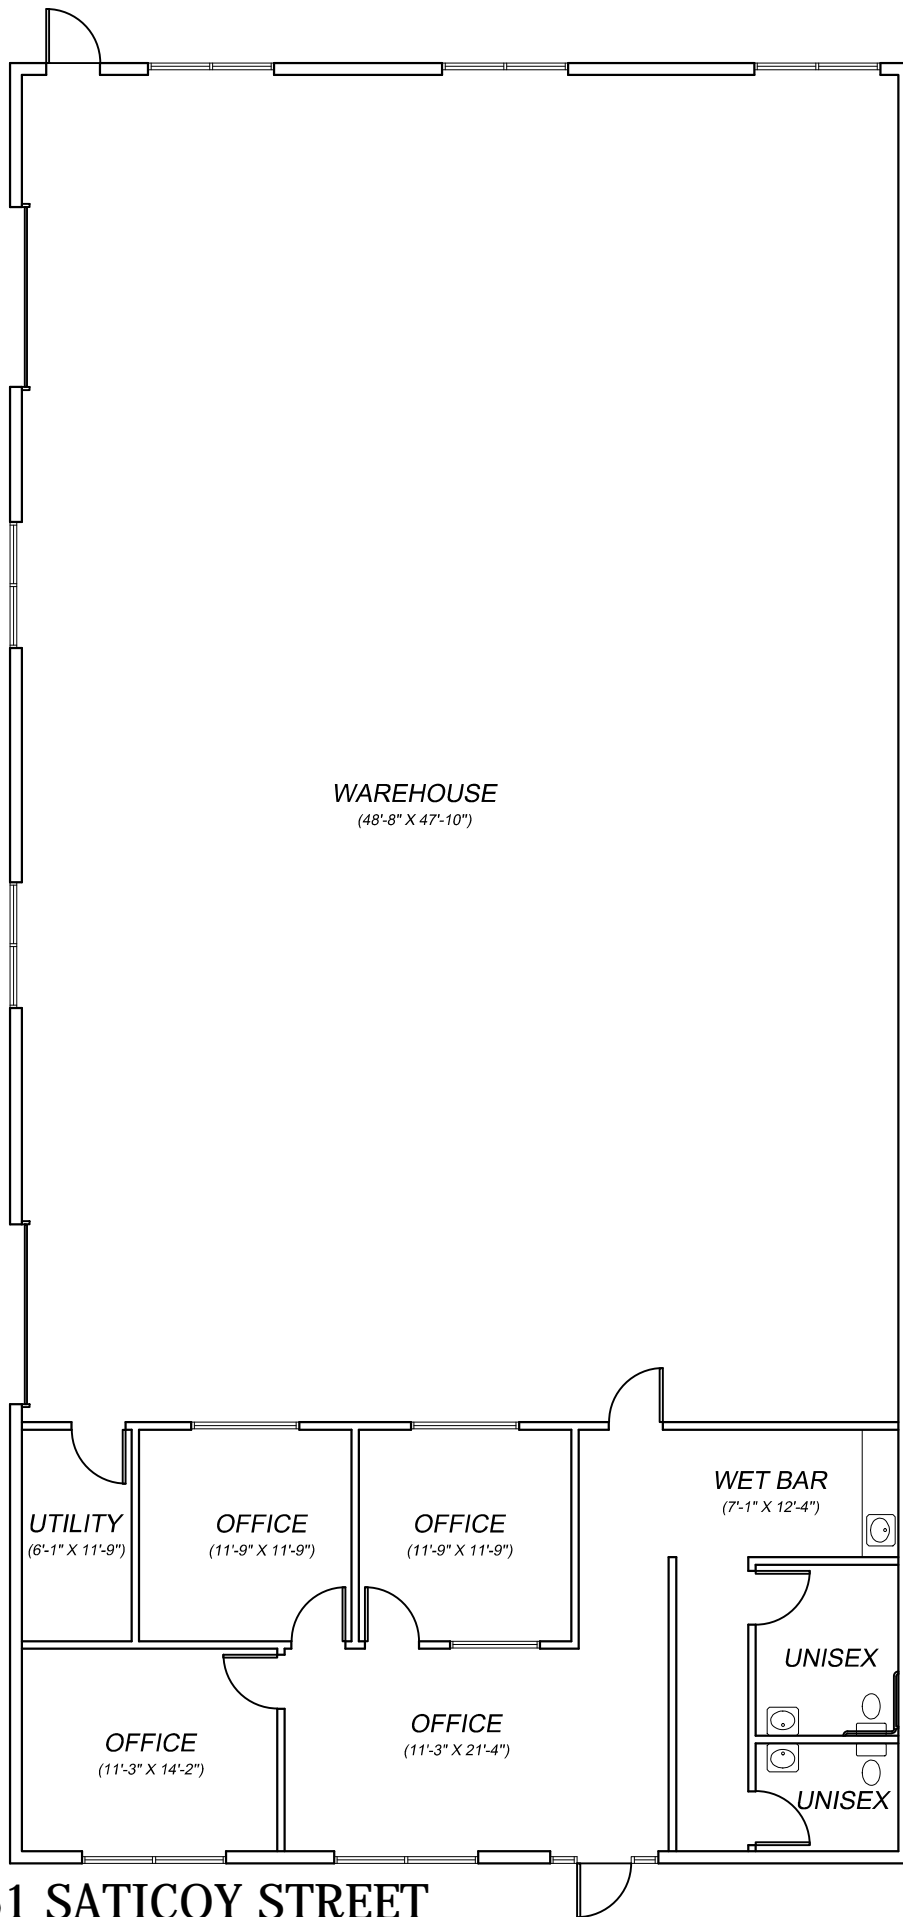 WAREHOUSE
(48'-8" X 47'-10")
WET BAR
(7'-1" X 12'-4")
UTILITY
(6'-1" X 11'-9")
OFFICE
(11'-9" X 11'-9")
OFFICE
(11'-9" X 11'-9")
UNISEX
OFFICE
(11'-3" X 14'-2")
OFFICE
(11'-3" X 21'-4")
UNISEX
1 SATICOY STREET